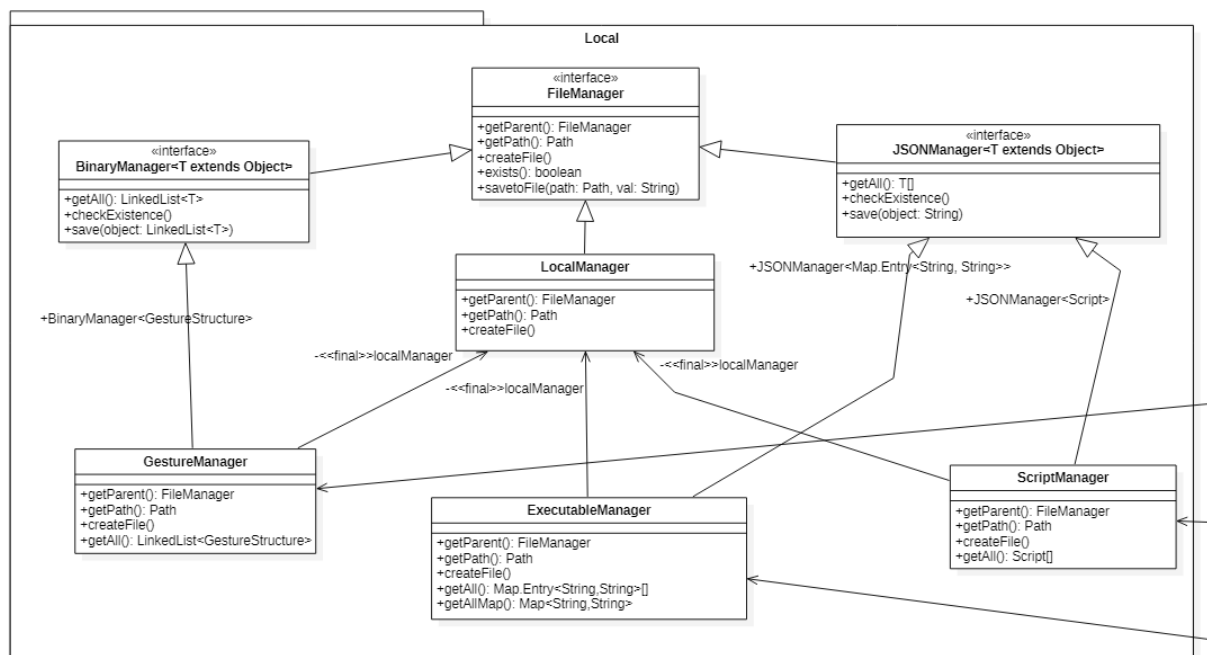 Local
«interface»
FileManager
+getParent(): FileManager
+getPath(): Path
+createFile()
+exists(): boolean
+savetoFile(path: Path, val: String)
«interface»
BinaryManager<T extends Object>
+getAll(): LinkedList<T>
+checkExistence()
+save(object: LinkedList<T>)
«interface»
JSONManager<T extends Object>
+getAll(): T[]
+checkExistence()
+save(object: String)
LocalManager
+getParent(): FileManager
+getPath(): Path
+createFile()
+JSONManager<Map.Entry<String, String>>
+JSONManager<Script>
+BinaryManager<GestureStructure>
-<<final>>localManager
-<<final>>localManager
-<<final>>localManager
GestureManager
+getParent(): FileManager
+getPath(): Path
+createFile()
+getAll(): LinkedList<GestureStructure>
ExecutableManager
+getParent(): FileManager
+getPath(): Path
+createFile()
+getAll(): Map.Entry<String,String>[]
+getAllMap(): Map<String,String>
ScriptManager
+getParent(): FileManager
+getPath(): Path
+createFile()
+getAll(): Script[]